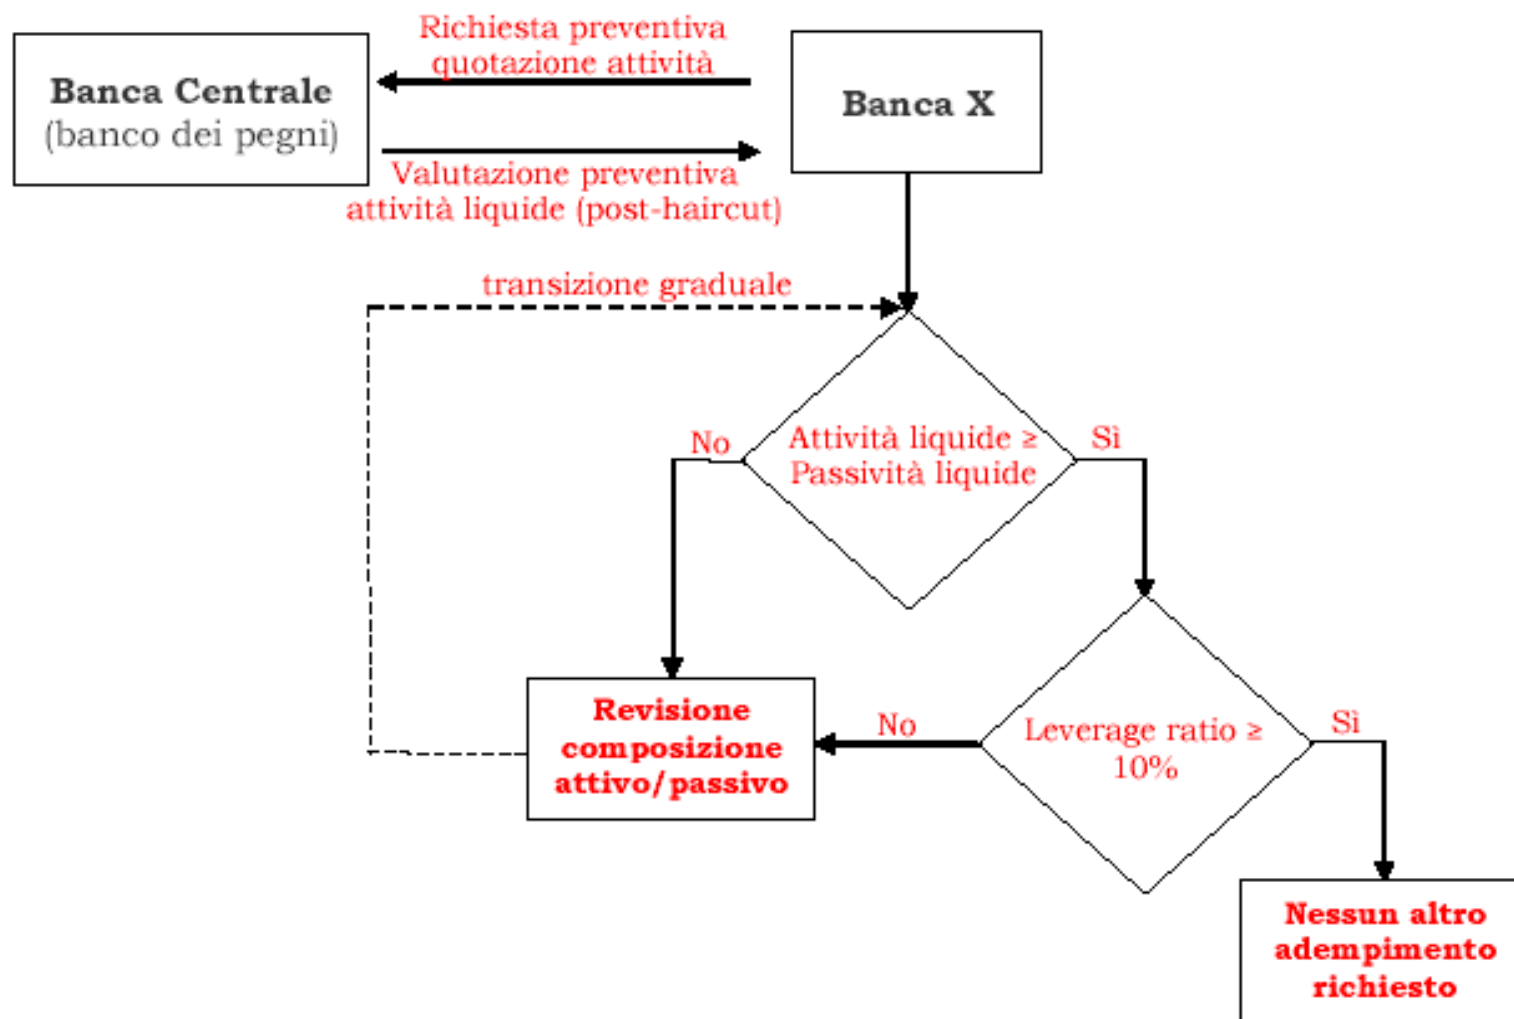 Richiesta preventiva
quotazione attività
Banca Centrale
(banco dei pegni)
Banca X
Valutazione preventiva
attività liquide (post-haircut)
transizione graduale
No
Attività liquide ≥
Passività liquide
Sì
Revisione
composizione
attivo/passivo
No
Leverage ratio ≥
10%
Sì
Nessun altro
adempimento
richiesto